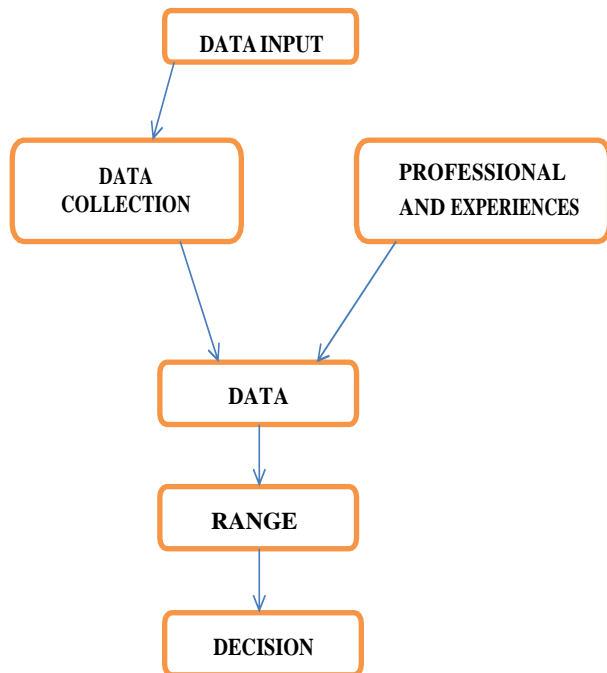 DATA INPUT
DATA
COLLECTION
PROFESSIONAL
AND EXPERIENCES
DATA
RANGE
DECISION